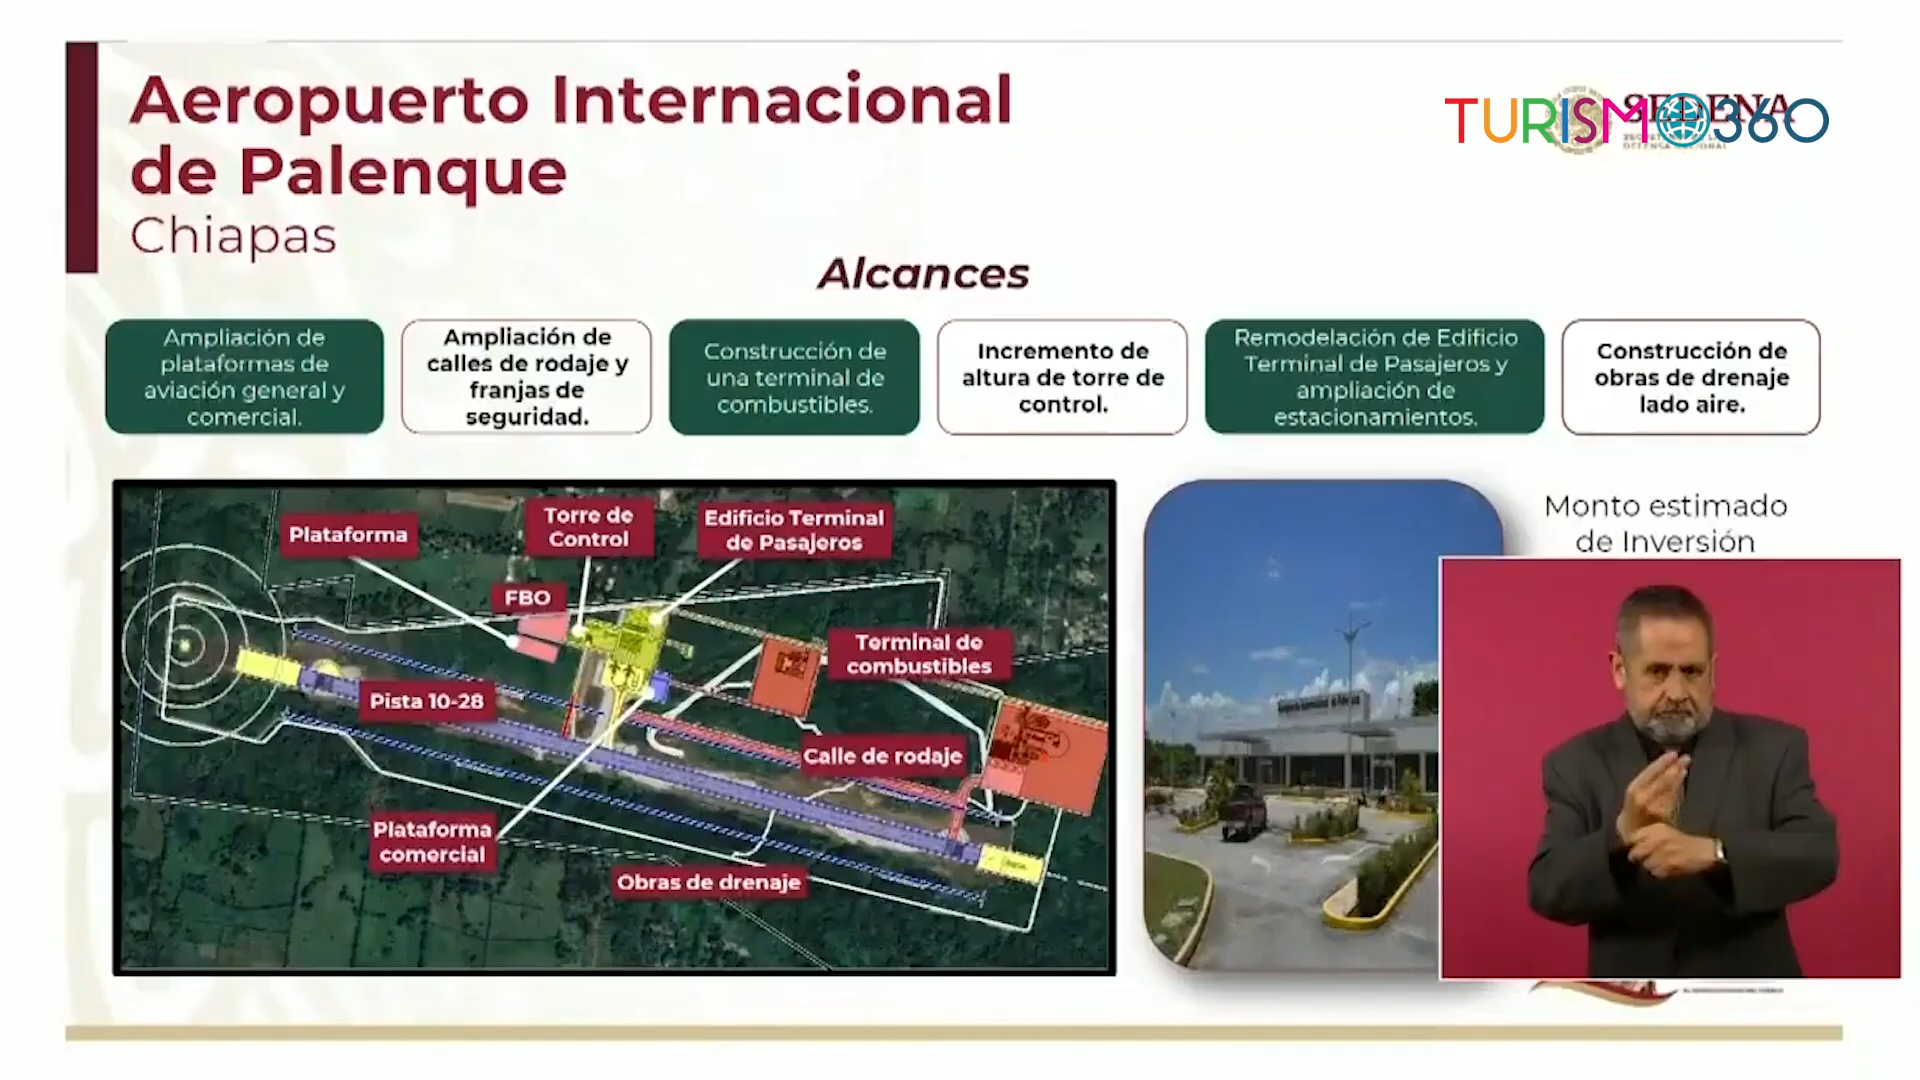 Aeropuerto Internacional
de Palenque
Chiapas
TURISMO360
SEDENA
DEFENSA NACIONAL
Alcances
Ampliación de
plataformas de
aviación general y
comercial.
Ampliación de
calles de rodaje y
franjas de
seguridad.
Construcción de
una terminal de
combustibles.
Incremento de
altura de torre de
control.
Remodelación de Edificio
Terminal de Pasajeros y
ampliación de
estacionamientos.
Construcción de
obras de drenaje
lado aire.
Plataforma
Torre de
Control
Edificio Terminal
de Pasajeros
FBO
Terminal de
combustibles
Pista 10-28
Calle de rodaje
Plataforma
comercial
Obras de drenaje
Monto estimado
de Inversión